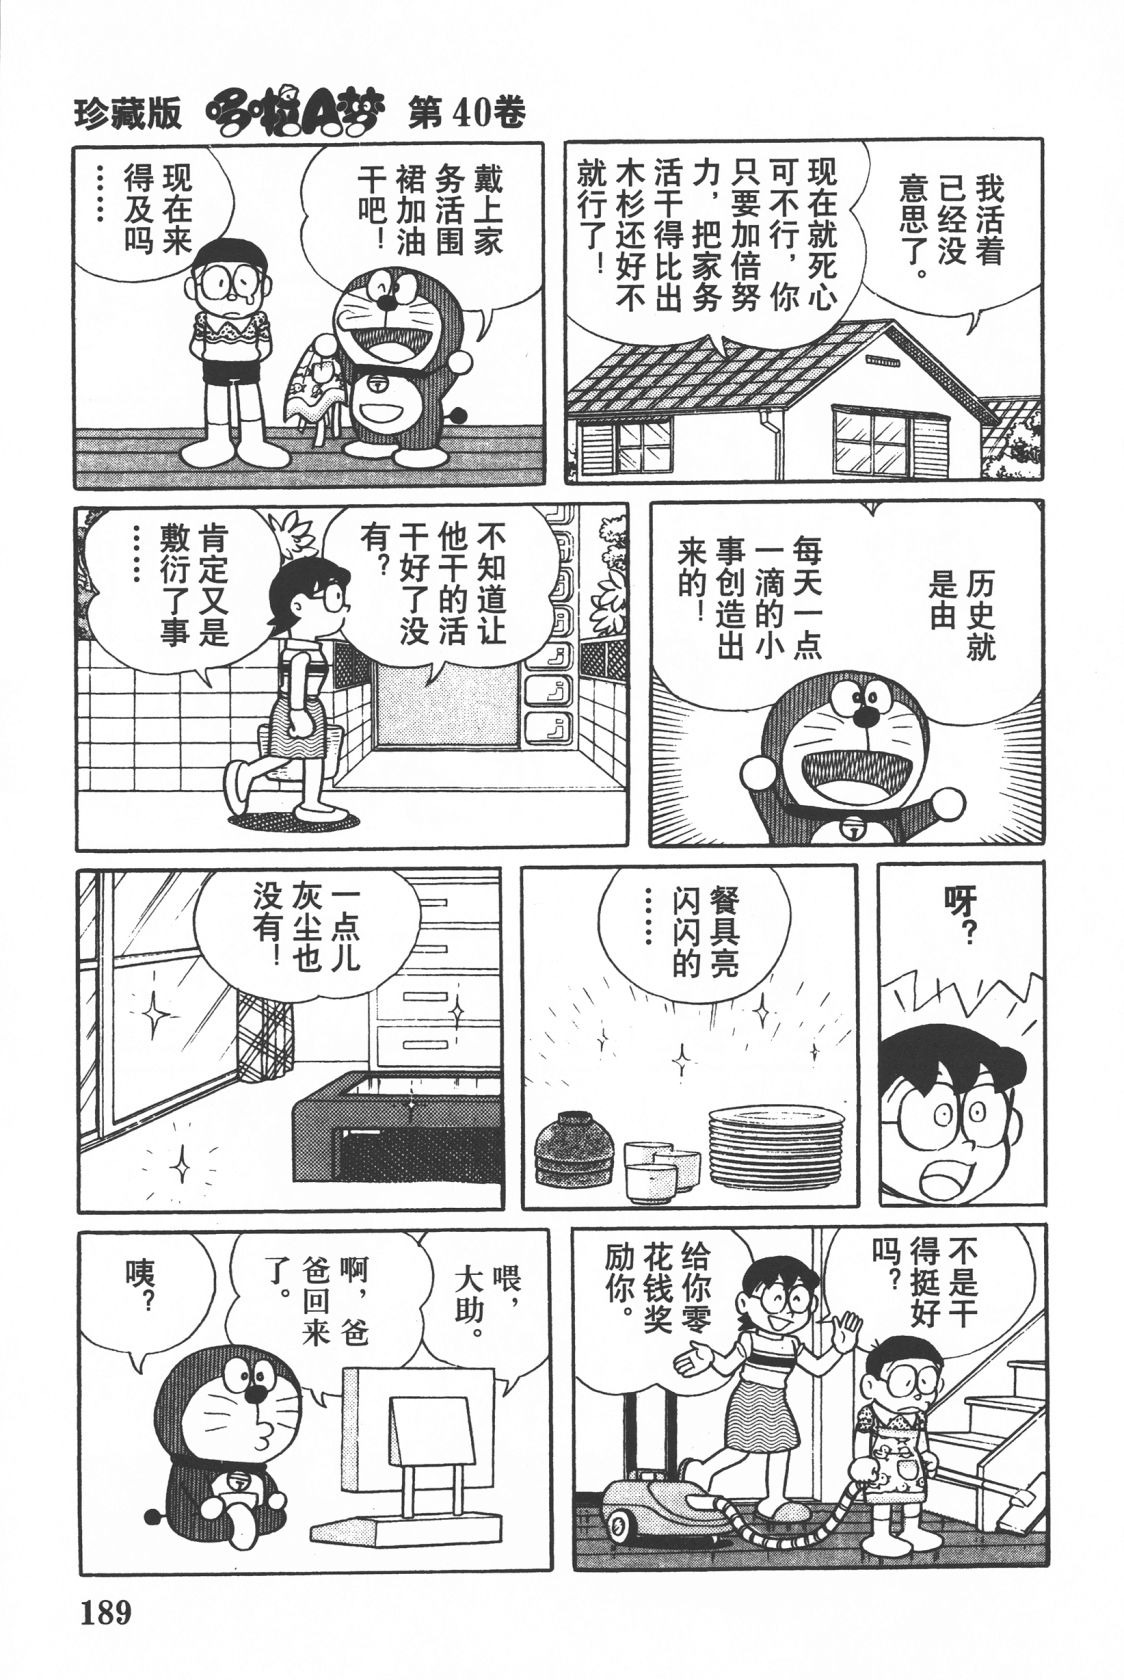 珍藏版 哆啦A梦 第40卷
我活着
已经没
意思了。
现在就死心
可不行，你
只要加倍努
力，把家务
活干得比出
木杉还好不
就行了！
戴上家
务活围
裙加油
干吧！
现在来
得及吗
……
历史就
是由
每天一点
一滴的小
事创造出
来的！
不知道让
他干的活
干好了没
有？
肯定又是
敷衍了事
……
呀？
餐具亮
闪闪的
……
一点儿
灰尘也
没有！
不是干
得挺好
吗？
给你零
花钱奖
励你。
喂，
大助。
啊，爸
爸回来
了。
咦？
189